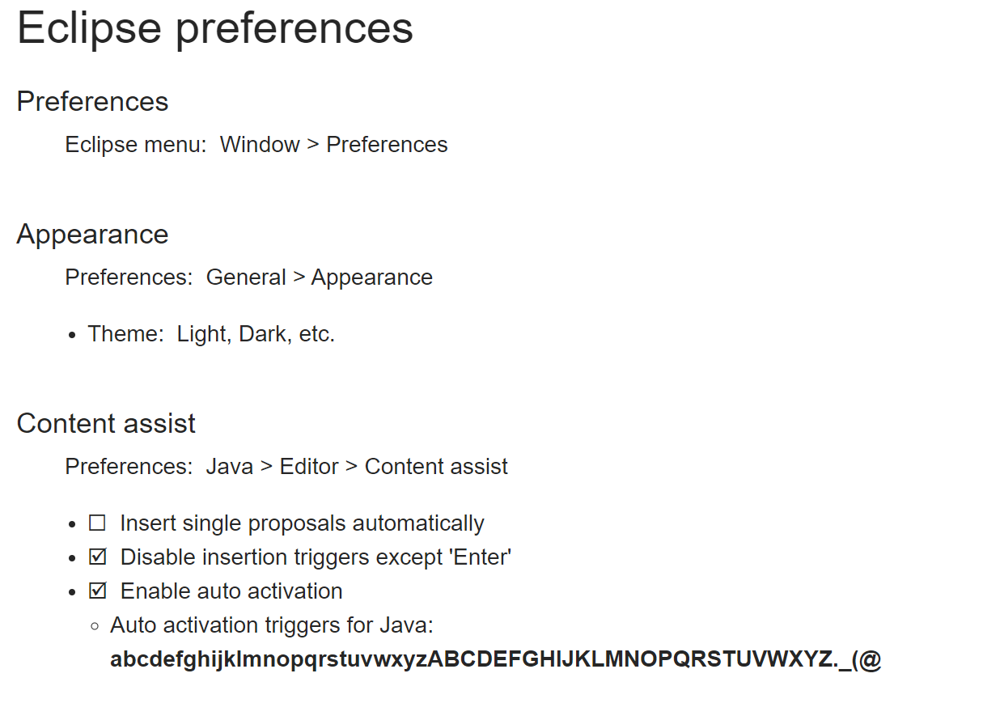 Eclipse preferences
Preferences
Eclipse menu:  Window > Preferences
Appearance
Preferences:  General > Appearance
• Theme:  Light, Dark, etc.
Content assist
Preferences:  Java > Editor > Content assist
• ☐  Insert single proposals automatically
• ☑  Disable insertion triggers except 'Enter'
• ☑  Enable auto activation
○ Auto activation triggers for Java:
abcdefghijklmnopqrstuvwxyzABCDEFGHIJKLMNOPQRSTUVWXYZ._(@